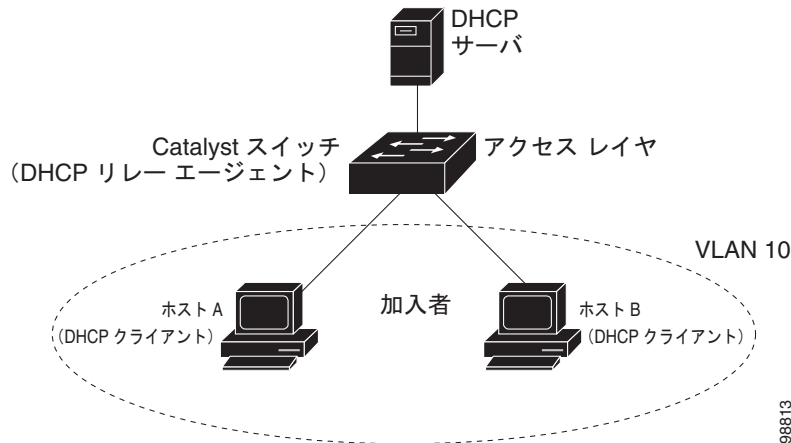 DHCP
サーバ
Catalyst スイッチ
（DHCP リレー エージェント）
アクセス レイヤ
VLAN 10
ホスト A
（DHCP クライアント）
加入者
ホスト B
（DHCP クライアント）
98813